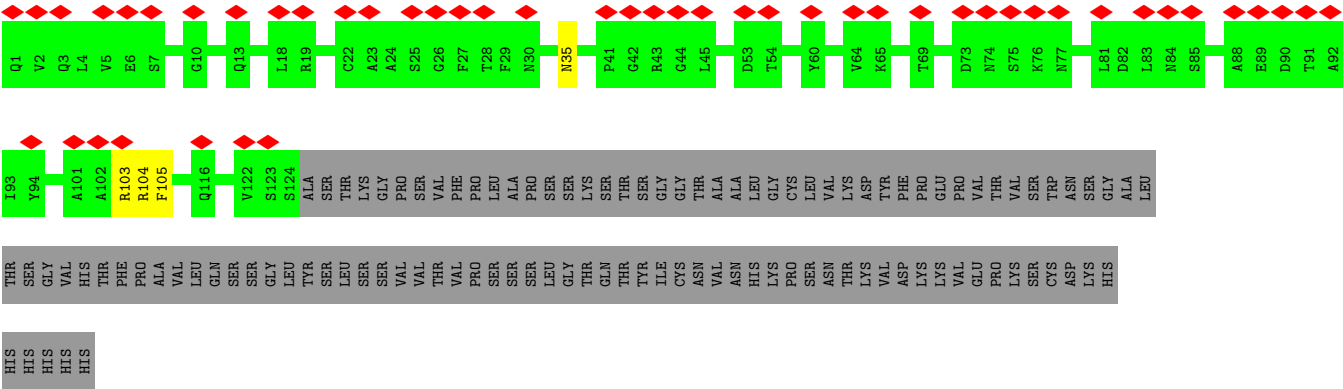 Q1 V2 Q3 L4 V5 E6 S7 G10 Q13 L18 R19 C22 A23 A24 S25 G26 F27 T28 F29 N30 N35 P41 G42 R43 G44 L45 D53 T54 Y60 V64 K65 T69 D73 N74 S75 K76 N77 L81 D82 L83 N84 S85 A88 E89 D90 T91 A92
I93 Y94 A101 A102 R103 R104 F105 Q116 V122 S123 S124 ALA SER THR LYS GLY PRO SER VAL PHE PRO LEU ALA PRO SER SER LYS SER THR SER GLY GLY THR ALA ALA LEU GLY CYS LEU VAL LYS ASP TYR PHE PRO GLU PRO VAL THR VAL SER TRP ASN SER GLY ALA LEU
THR SER GLY VAL HIS THR PHE PRO ALA VAL LEU GLN SER SER GLY LEU TYR SER LEU SER SER VAL VAL THR VAL PRO SER SER SER LEU GLY THR GLN THR TYR ILE CYS ASN VAL ASN HIS LYS PRO SER ASN THR LYS VAL ASP LYS LYS VAL GLU PRO LYS SER CYS ASP LYS HIS
HIS HIS HIS HIS HIS